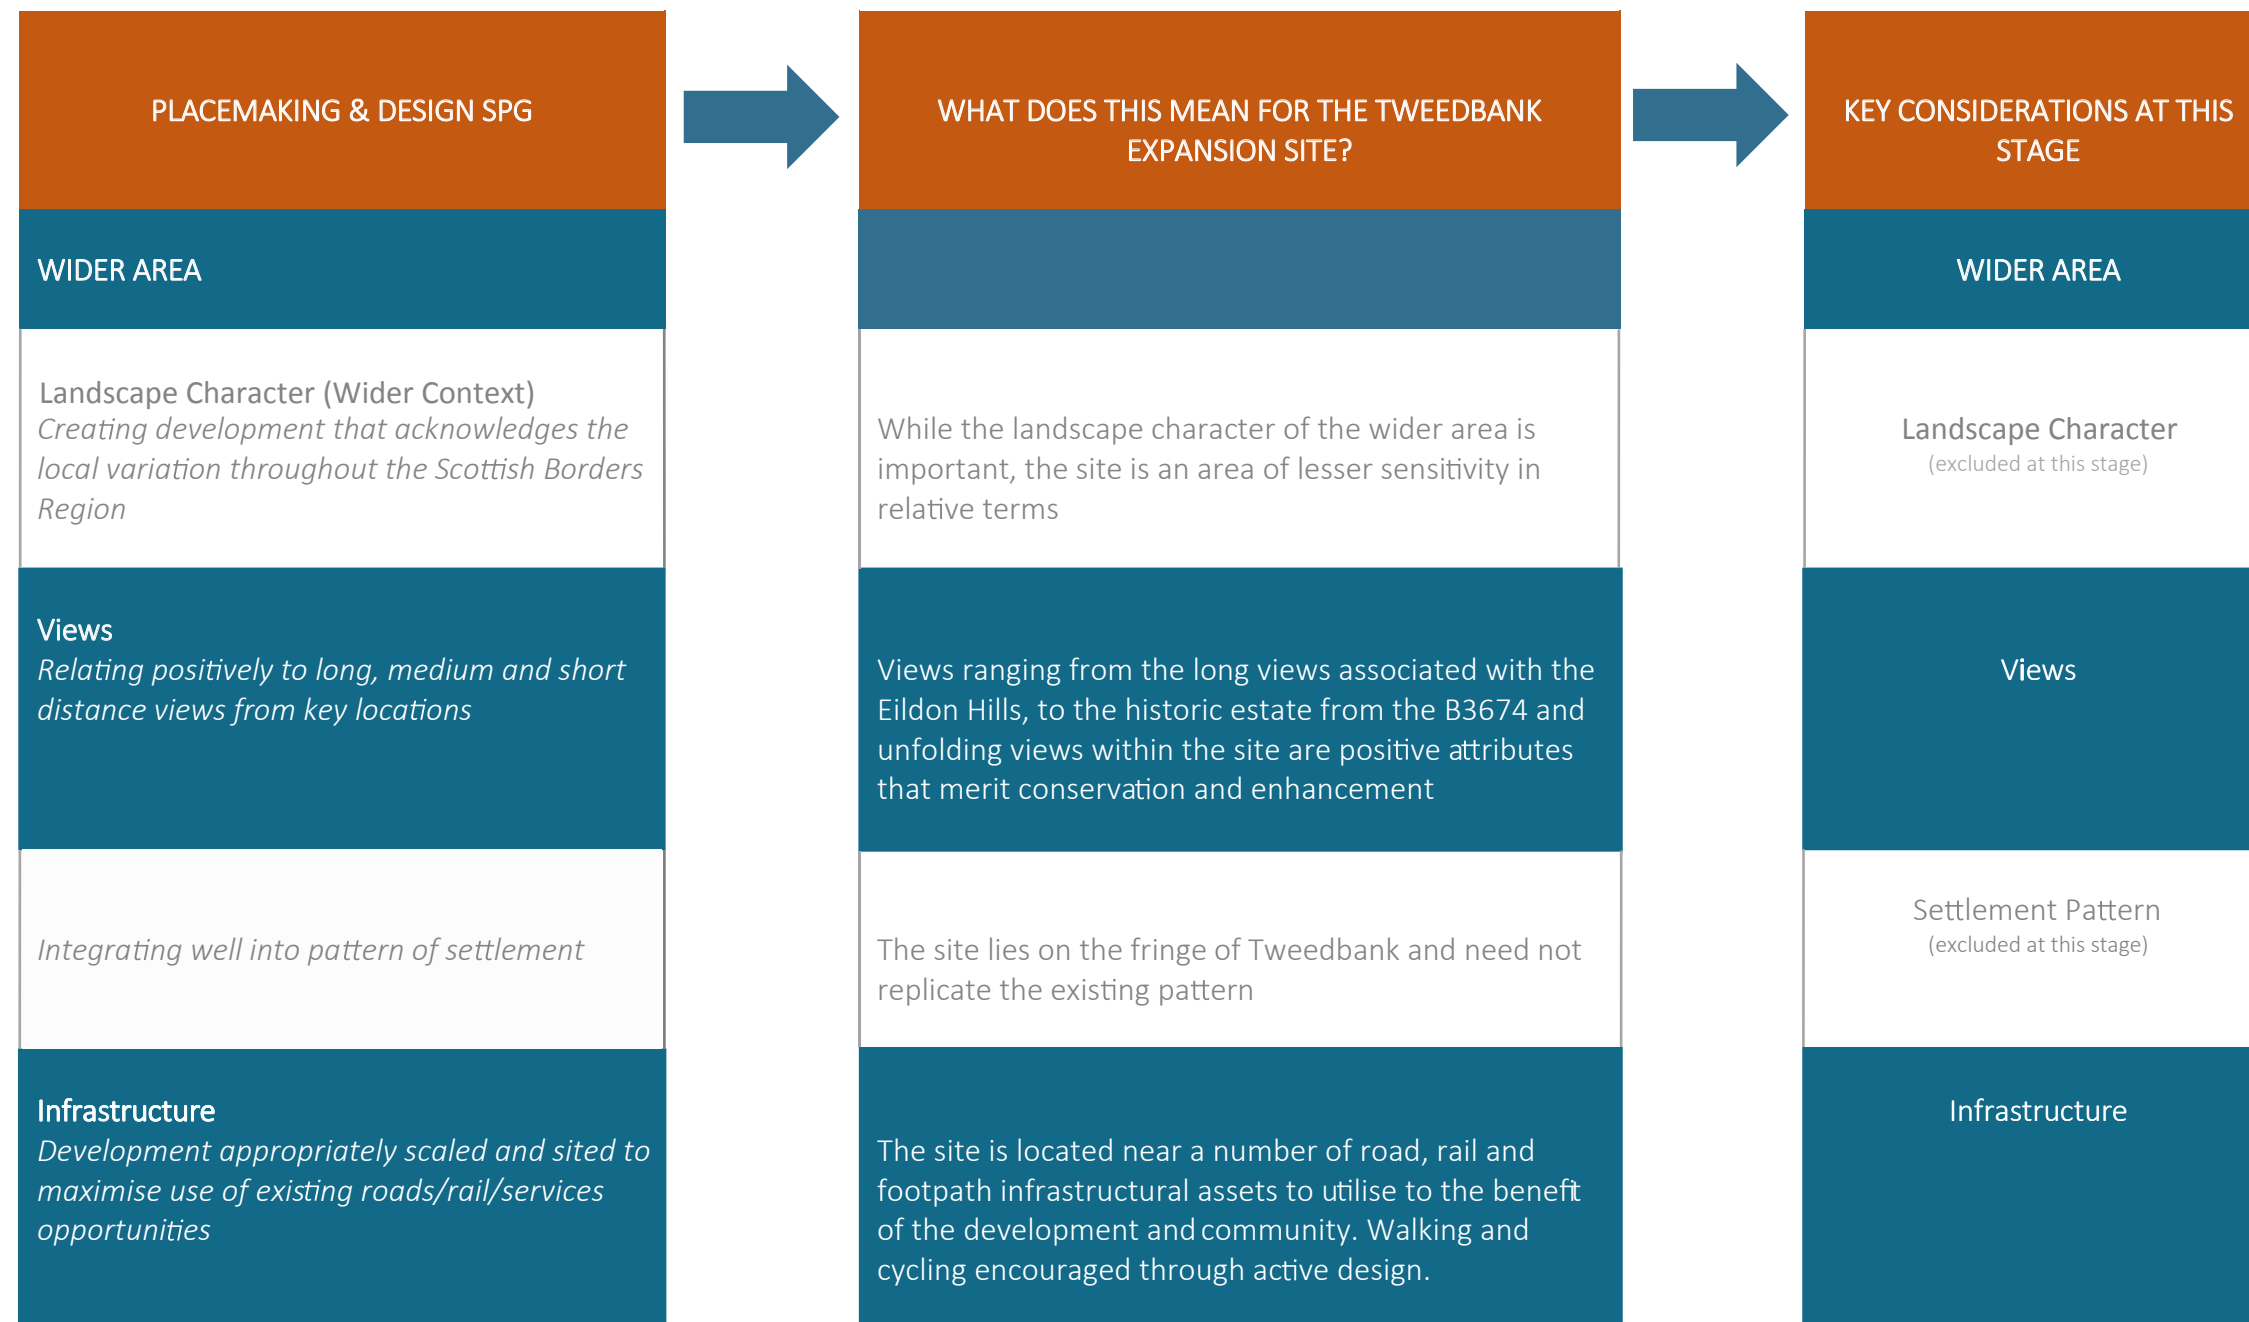 PLACEMAKING & DESIGN SPG
WHAT DOES THIS MEAN FOR THE TWEEDBANK
EXPANSION SITE?
KEY CONSIDERATIONS AT THIS
STAGE
WIDER AREA
WIDER AREA
Landscape Character (Wider Context)
Creating development that acknowledges the
local variation throughout the Scottish Borders
Region
While the landscape character of the wider area is
important, the site is an area of lesser sensitivity in
relative terms
Landscape Character
(excluded at this stage)
Views
Relating positively to long, medium and short
distance views from key locations
Views ranging from the long views associated with the
Eildon Hills, to the historic estate from the B3674 and
unfolding views within the site are positive attributes
that merit conservation and enhancement
Views
Integrating well into pattern of settlement
The site lies on the fringe of Tweedbank and need not
replicate the existing pattern
Settlement Pattern
(excluded at this stage)
Infrastructure
Development appropriately scaled and sited to
maximise use of existing roads/rail/services
opportunities
The site is located near a number of road, rail and
footpath infrastructural assets to utilise to the benefit
of the development and community. Walking and
cycling encouraged through active design.
Infrastructure